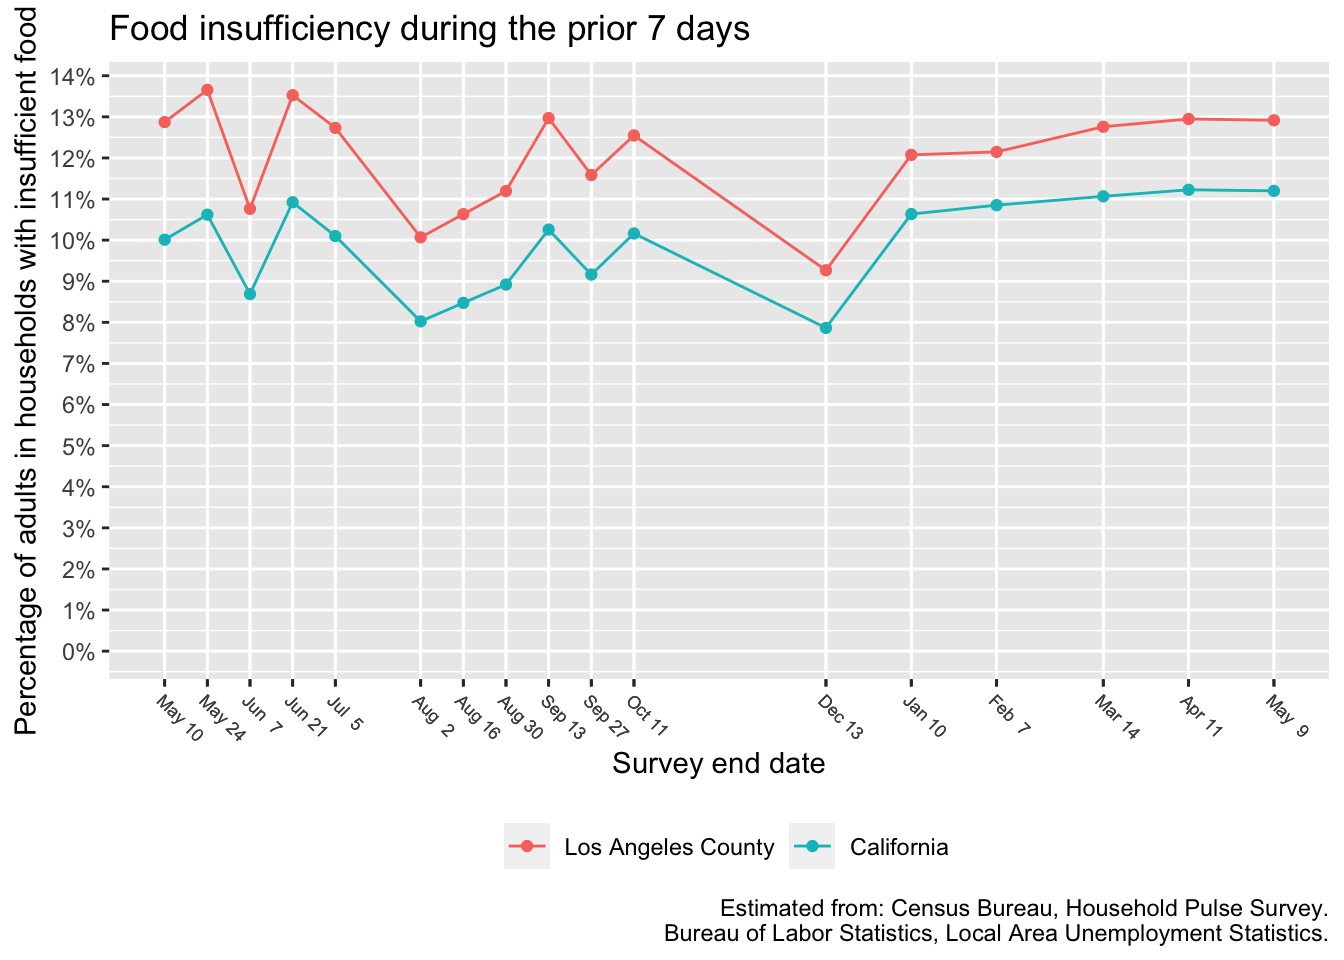 Food insufficiency during the prior 7 days
Percentage of adults in households with insufficient food
14%
13%
12%
11%
10%
9%
8%
7%
6%
5%
4%
3%
2%
1%
0%
May 10
May 24
Jun 7
Jun 21
Jul 5
Aug 2
Aug 16
Aug 30
Sep 13
Sep 27
Oct 11
Dec 13
Jan 10
Feb 7
Mar 14
Apr 11
May 9
Survey end date
Los Angeles County
California
Estimated from: Census Bureau, Household Pulse Survey.
Bureau of Labor Statistics, Local Area Unemployment Statistics.